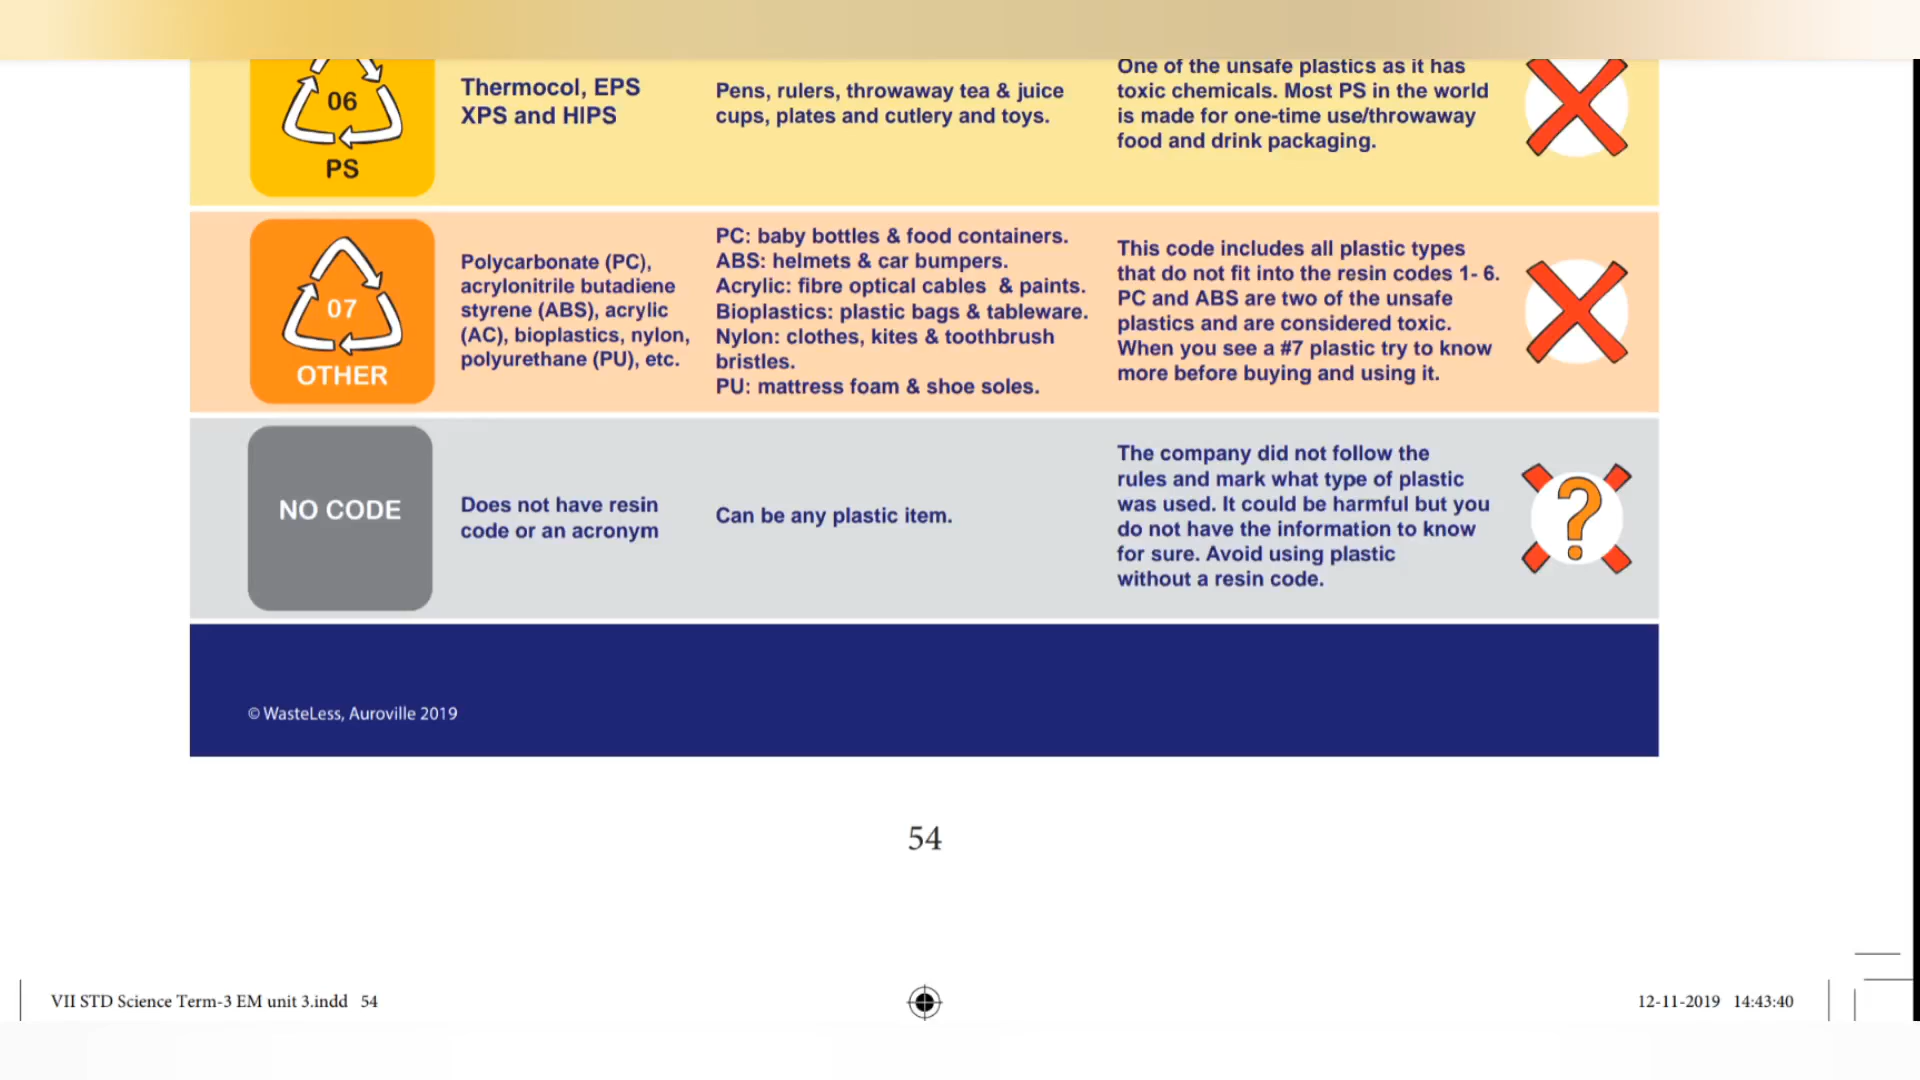 06
PS
Thermocol, EPS
XPS and HIPS
Pens, rulers, throwaway tea & juice
cups, plates and cutlery and toys.
One of the unsafe plastics as it has
toxic chemicals. Most PS in the world
is made for one-time use/throwaway
food and drink packaging.
07
OTHER
Polycarbonate (PC),
acrylonitrile butadiene
styrene (ABS), acrylic
(AC), bioplastics, nylon,
polyurethane (PU), etc.
PC: baby bottles & food containers.
ABS: helmets & car bumpers.
Acrylic: fibre optical cables & paints.
Bioplastics: plastic bags & tableware.
Nylon: clothes, kites & toothbrush
bristles.
PU: mattress foam & shoe soles.
This code includes all plastic types
that do not fit into the resin codes 1- 6.
PC and ABS are two of the unsafe
plastics and are considered toxic.
When you see a #7 plastic try to know
more before buying and using it.
NO CODE
Does not have resin
code or an acronym
Can be any plastic item.
The company did not follow the
rules and mark what type of plastic
was used. It could be harmful but you
do not have the information to know
for sure. Avoid using plastic
without a resin code.
?
© WasteLess, Auroville 2019
54
VII STD Science Term-3 EM unit 3.indd 54
12-11-2019 14:43:40